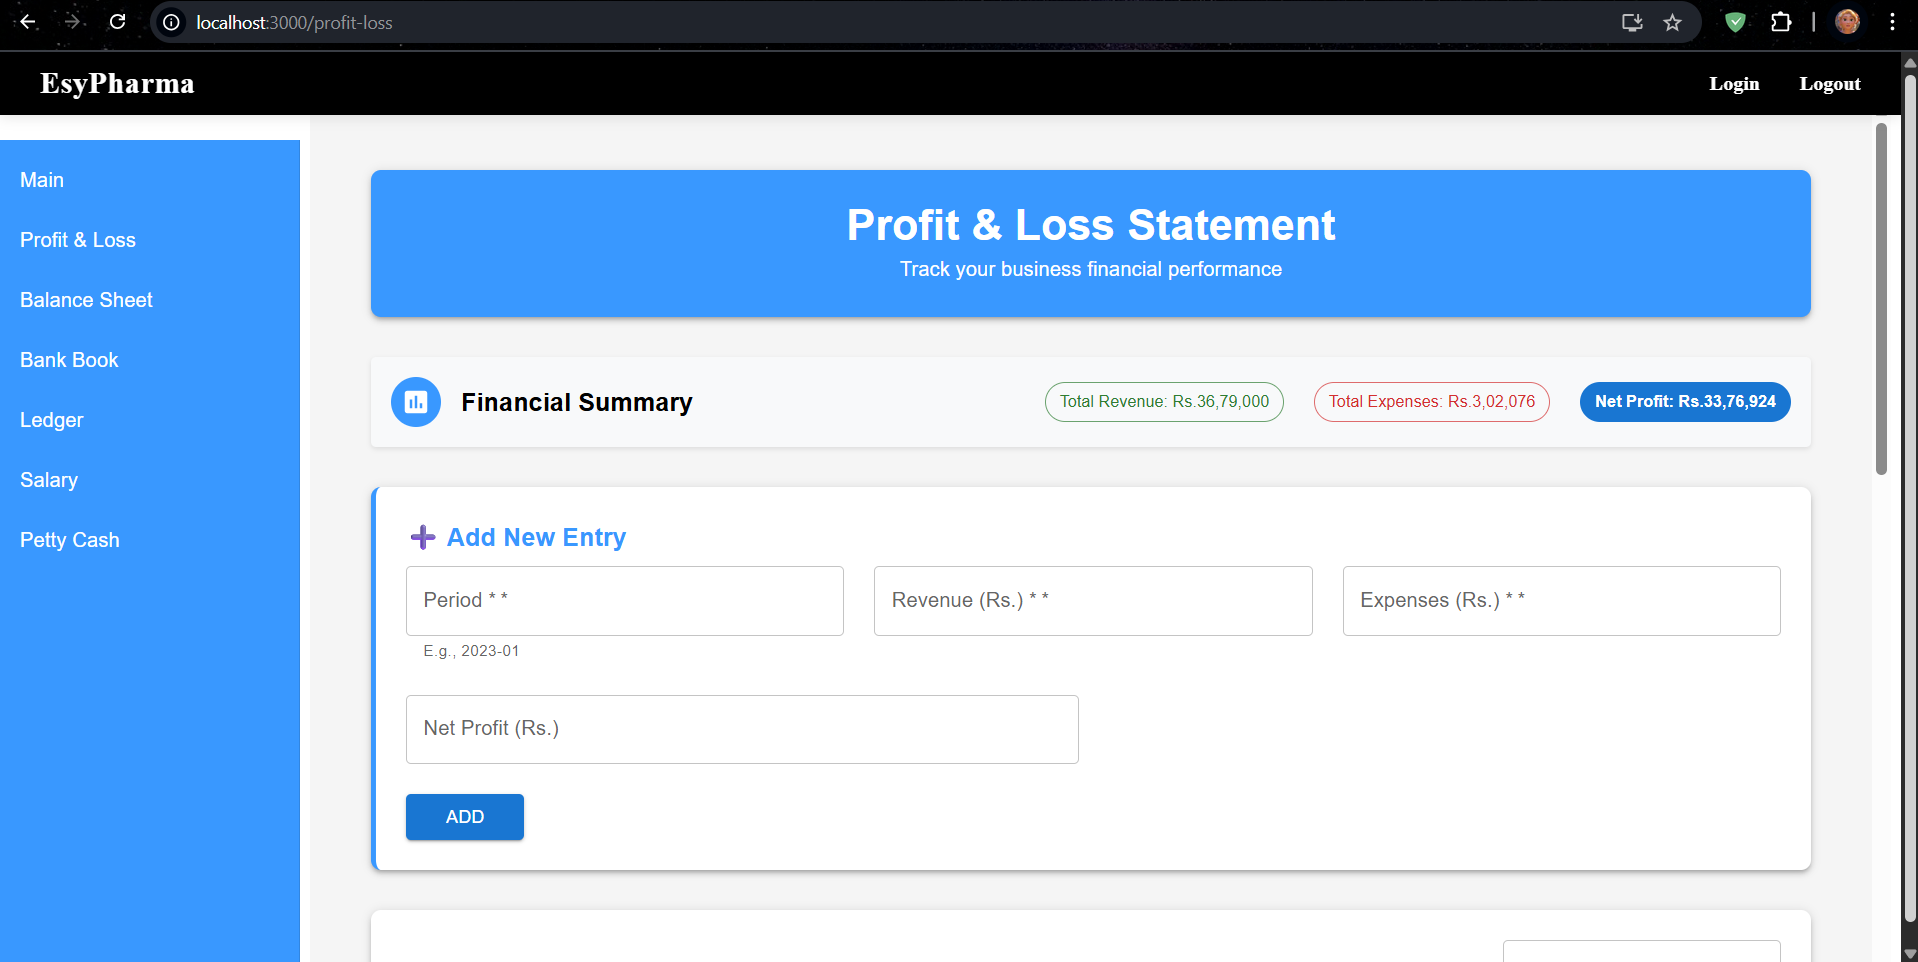 localhost:3000/profit-loss
EsyPharma
Login
Logout
Main
Profit & Loss
Balance Sheet
Bank Book
Ledger
Salary
Petty Cash
Profit & Loss Statement
Track your business financial performance
Financial Summary
Total Revenue: Rs.36,79,000
Total Expenses: Rs.3,02,076
Net Profit: Rs.33,76,924
Add New Entry
Period * *
Revenue (Rs.) * *
Expenses (Rs.) * *
E.g., 2023-01
Net Profit (Rs.)
ADD